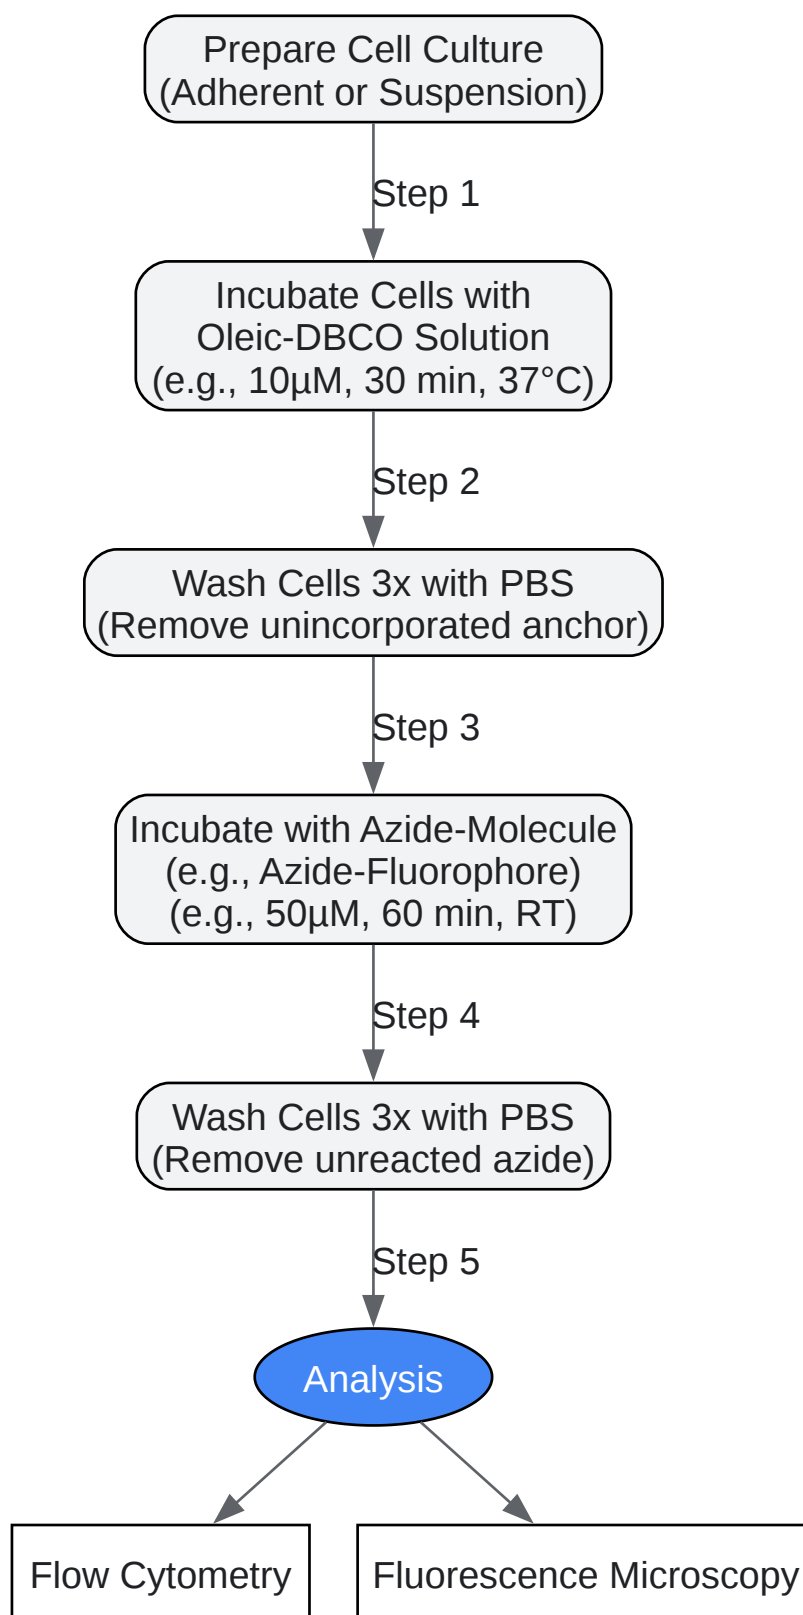 Prepare Cell Culture
(Adherent or Suspension)
Step 1
Incubate Cells with
Oleic-DBCO Solution
(e.g., 10µM, 30 min, 37°C)
Step 2
Wash Cells 3x with PBS
(Remove unincorporated anchor)
Step 3
Incubate with Azide-Molecule
(e.g., Azide-Fluorophore)
(e.g., 50µM, 60 min, RT)
Step 4
Wash Cells 3x with PBS
(Remove unreacted azide)
Step 5
Analysis
Flow Cytometry
Fluorescence Microscopy